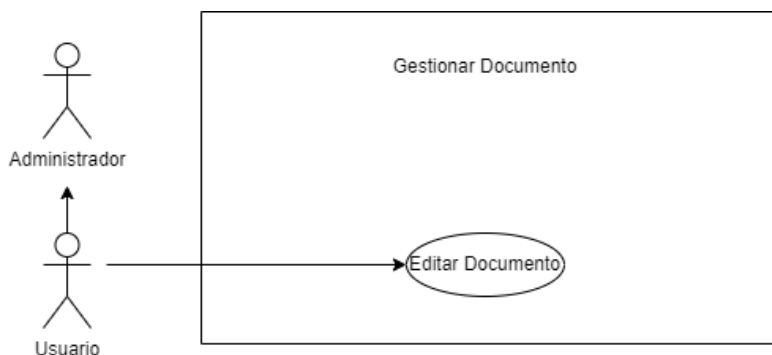 Gestionar Documento
Administrador
Editar Documento
Usuario